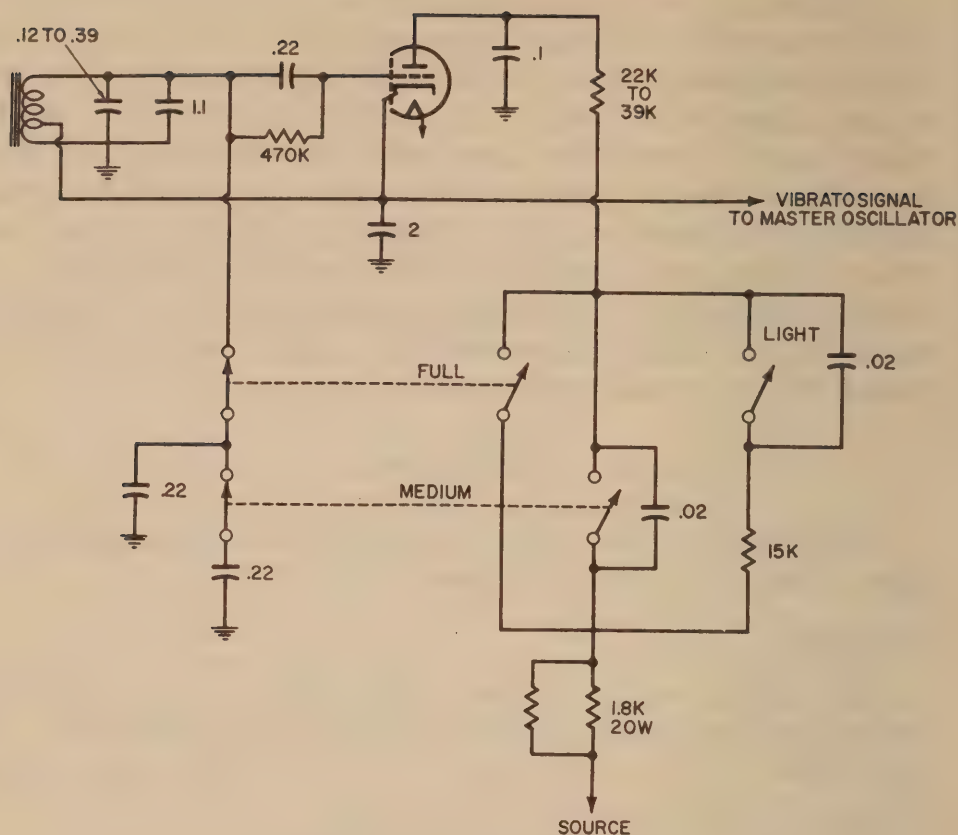 .12 TO .39
.22
.1
1.1
22K
TO
39K
470K
VIBRATO SIGNAL
TO MASTER OSCILLATOR
2
LIGHT
.02
FULL
.22
MEDIUM
.02
15K
.22
1.8K
20W
SOURCE